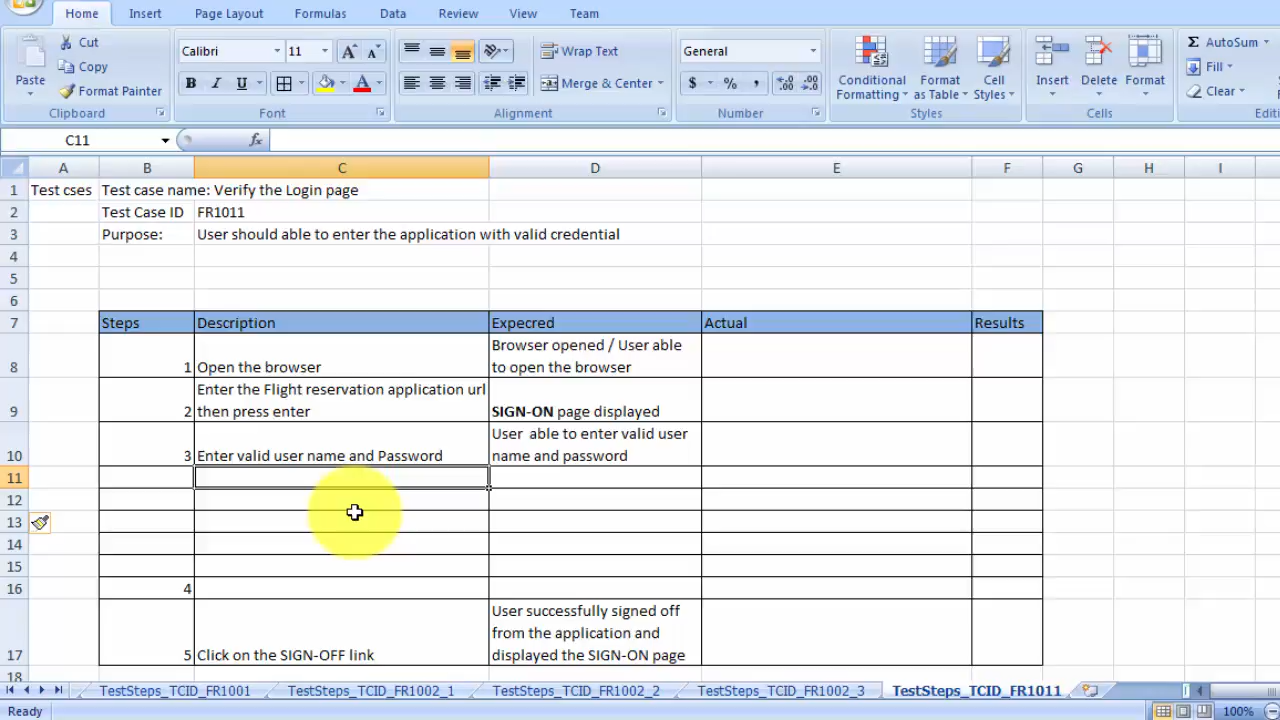 Home Insert Page Layout Formulas Data Review View Team
Cut Calibri 11 A A Wrap Text General Σ AutoSum
Paste Copy Conditional Format Cell Insert Delete Format Fill
Format Painter B I U A Merge & Center $ % , .00 .0 Formatting as Table Styles Clear
Clipboard Font Alignment Number Styles Cells
C11 fx
A B C D E F G H I
1 Test cses Test case name: Verify the Login page
2 Test Case ID FR1011
3 Purpose: User should able to enter the application with valid credential
4
5
6
7 Steps Description Expecred Actual Results
Browser opened / User able
8 1 Open the browser to open the browser
Enter the Flight reservation application url
9 2 then press enter SIGN-ON page displayed
User able to enter valid user
10 3 Enter valid user name and Password name and password
11
12
13
14
15
16 4
User successfully signed off
from the application and
17 5 Click on the SIGN-OFF link displayed the SIGN-ON page
18
TestSteps_TCID_FR1001 TestSteps_TCID_FR1002_1 TestSteps_TCID_FR1002_2 TestSteps_TCID_FR1002_3 TestSteps_TCID_FR1011
Ready 100%